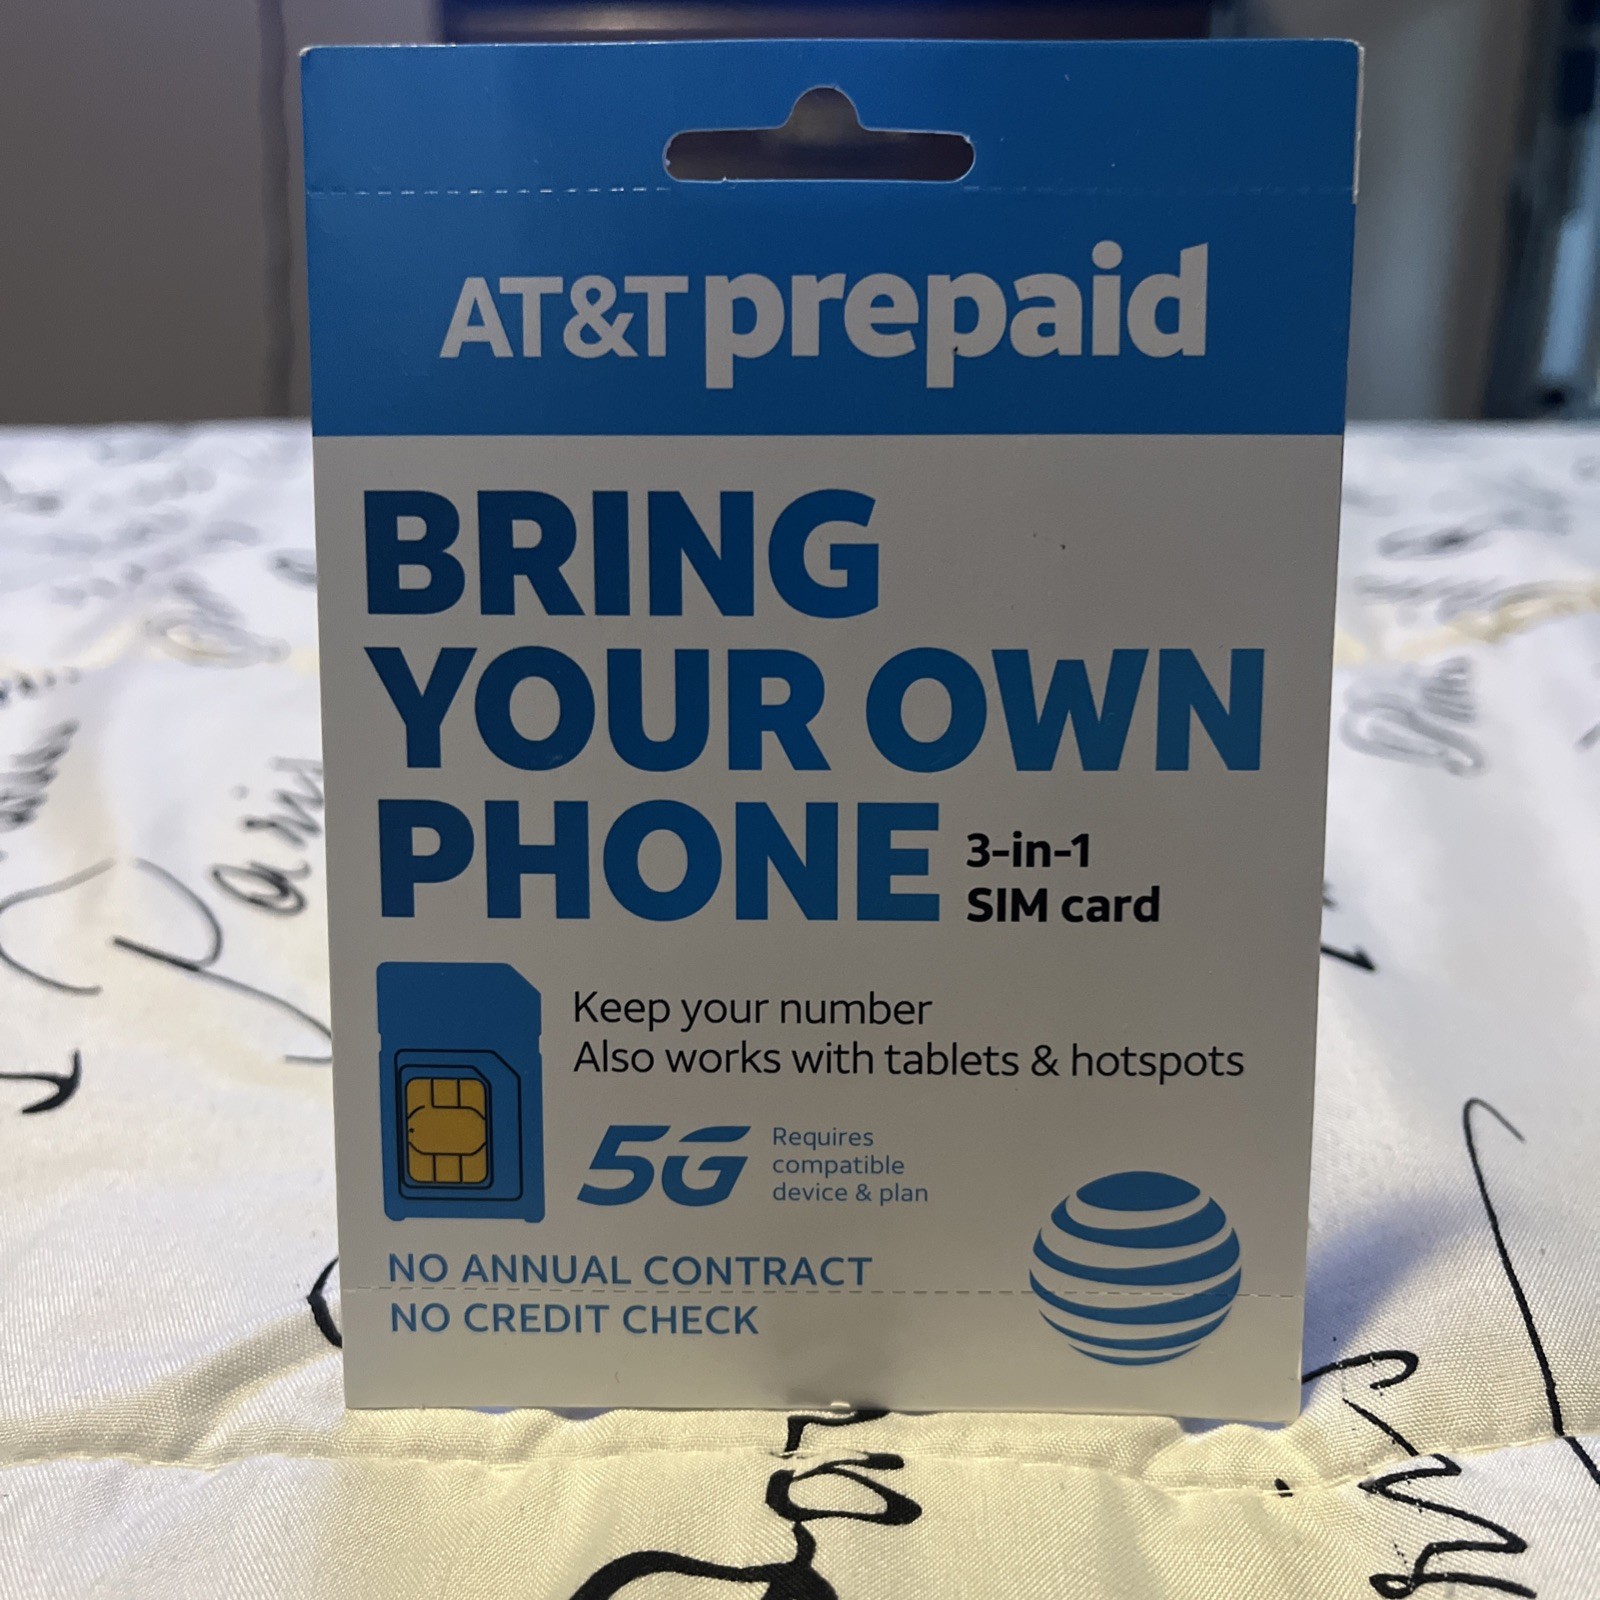 AT&T prepaid
BRING
YOUR OWN
PHONE
3-in-1
SIM card
Keep your number
Also works with tablets & hotspots
5G
Requires
compatible
device & plan
NO ANNUAL CONTRACT
NO CREDIT CHECK
Paris